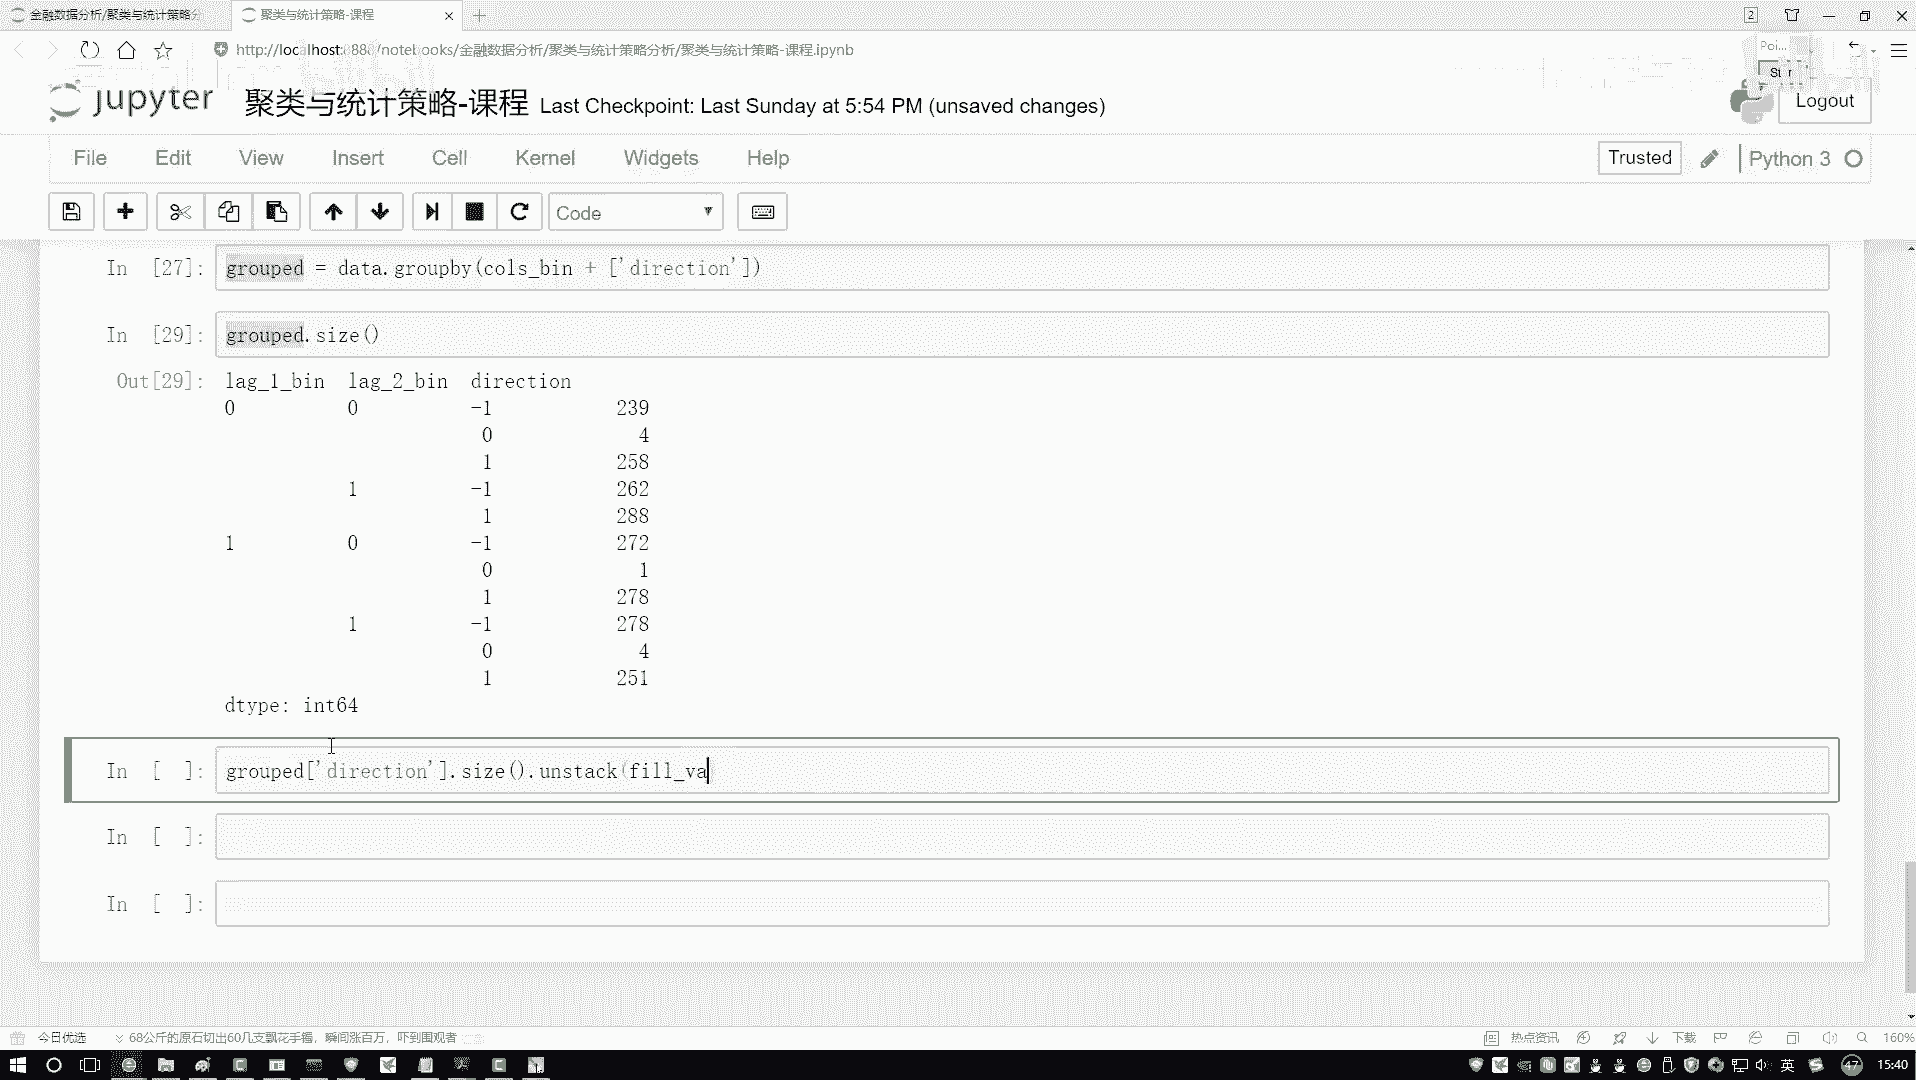 金融数据分析/聚类与统计策略分
聚类与统计策略-课程
2
http://localhost:888/notebooks/金融数据分析/聚类与统计策略分析/聚类与统计策略-课程.ipynb
Poi...
jupyter 聚类与统计策略-课程 Last Checkpoint: Last Sunday at 5:54 PM (unsaved changes)
Logout
File Edit View Insert Cell Kernel Widgets Help
Trusted Python 3
Code
In [27]: grouped = data.groupby(cols_bin + ['direction'])
In [29]: grouped.size()
Out[29]: lag_1_bin lag_2_bin direction
0 0 -1 239
0 4
1 258
1 -1 262
1 288
1 0 -1 272
0 1
1 278
1 -1 278
0 4
1 251
dtype: int64
In [ ]: grouped['direction'].size().unstack(fill_va
In [ ]:
In [ ]:
今日优选 68公斤的原石切出60几支飘花手镯，瞬间涨百万，吓到围观者
热点资讯 下载 160%
英 47 15:40